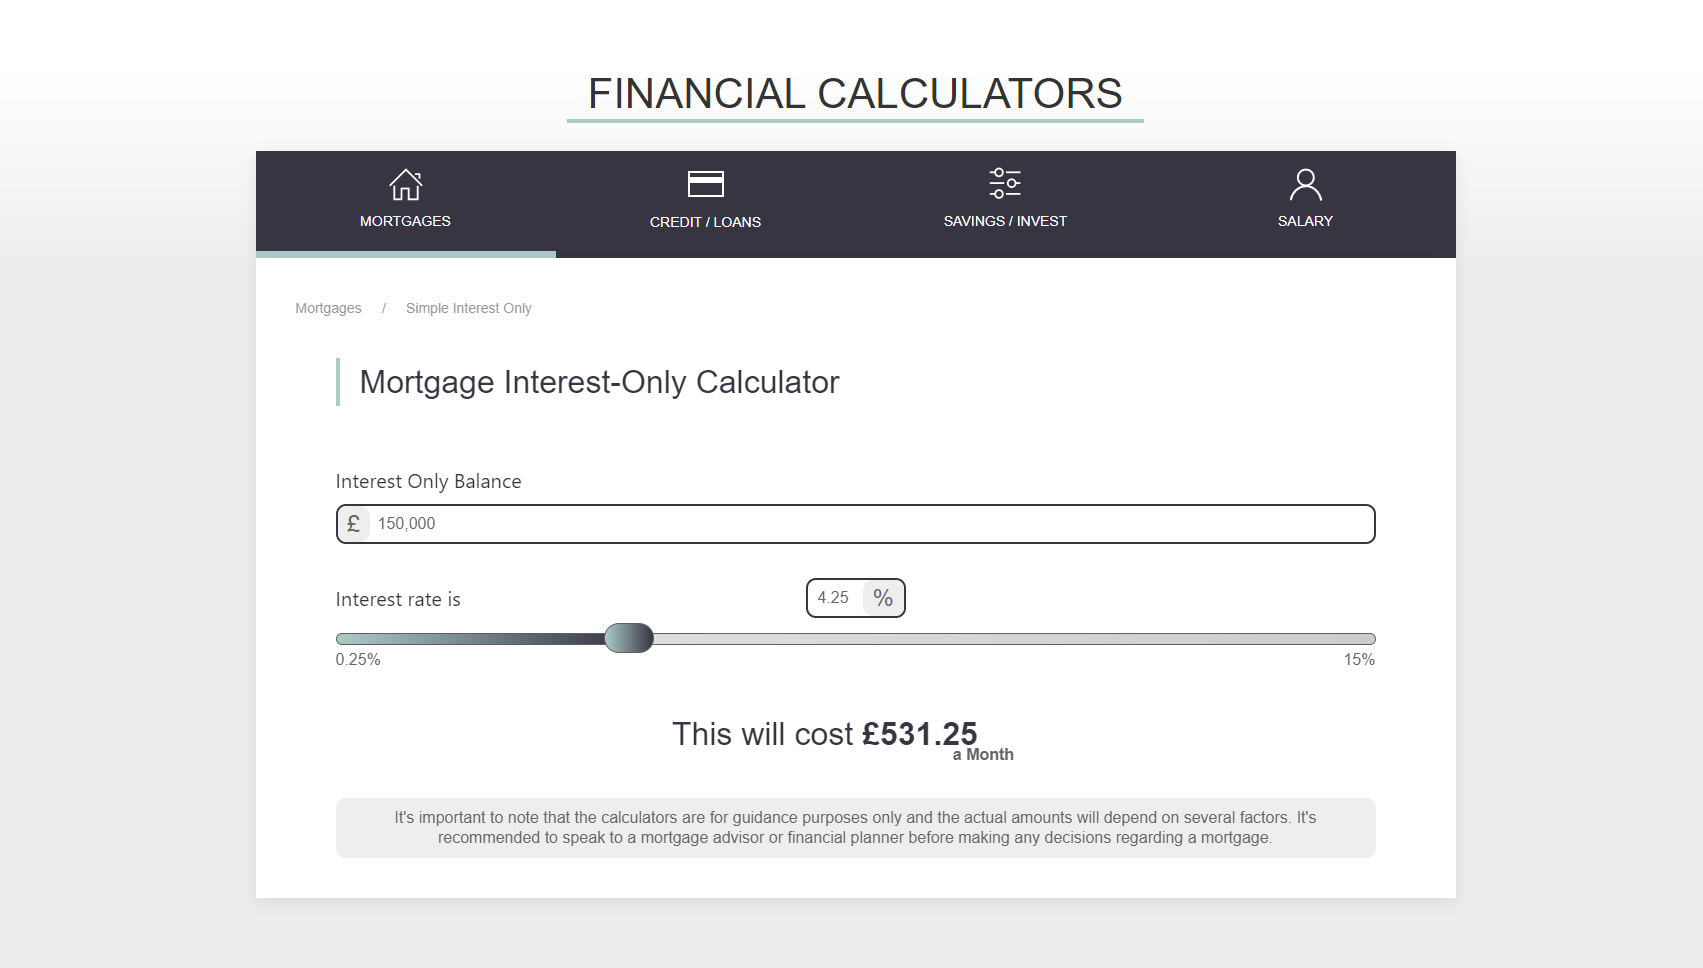 FINANCIAL CALCULATORS
MORTGAGES
CREDIT / LOANS
SAVINGS / INVEST
SALARY
Mortgages / Simple Interest Only
Mortgage Interest-Only Calculator
Interest Only Balance
£ 150,000
Interest rate is
4.25 %
0.25%
15%
This will cost £531.25
a Month
It's important to note that the calculators are for guidance purposes only and the actual amounts will depend on several factors. It's
recommended to speak to a mortgage advisor or financial planner before making any decisions regarding a mortgage.